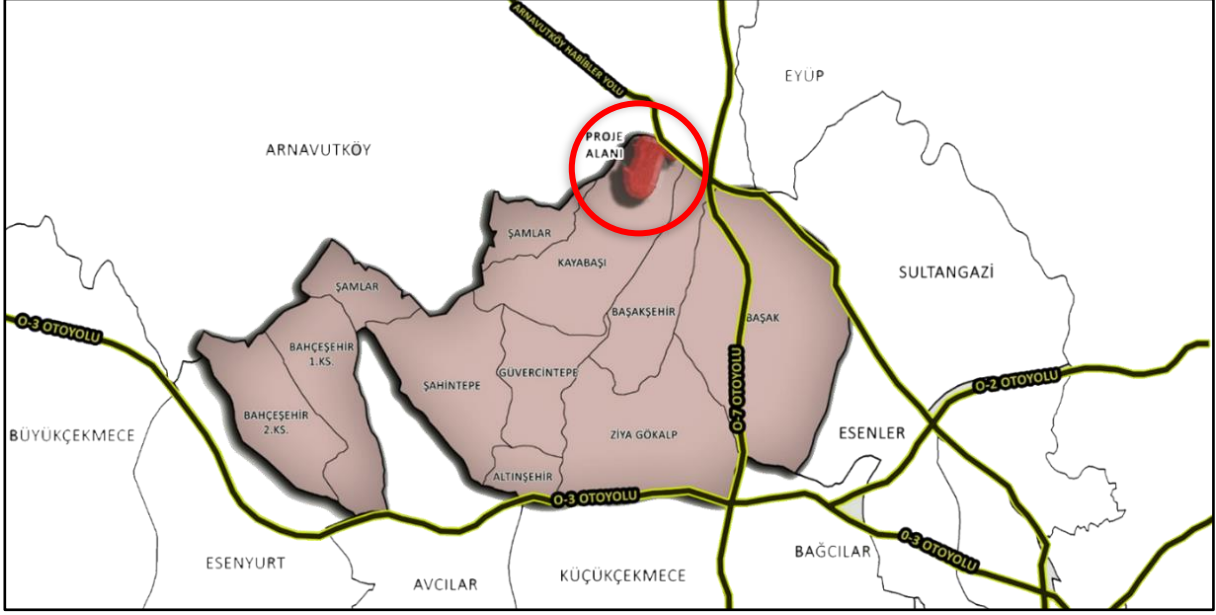 ARNAVUTKÖY HABİBLER YOLU
EYÜP
PROJE
ALANI
ARNAVUTKÖY
ŞAMLAR
KAYABAŞI
SULTANGAZİ
ŞAMLAR
BAŞAKŞEHİR
BAŞAK
O-3 OTOYOLU
BAHÇEŞEHİR
1.KS.
GÜVERCİNTEPE
ŞAHİNTEPE
O-7 OTOYOLU
O-2 OTOYOLU
BAHÇEŞEHİR
2.KS.
BÜYÜKÇEKMECE
ZİYA GÖKALP
ESENLER
ALTINŞEHİR
O-3 OTOYOLU
O-3 OTOYOLU
BAĞCILAR
ESENYURT
AVCILAR
KÜÇÜKÇEKMECE